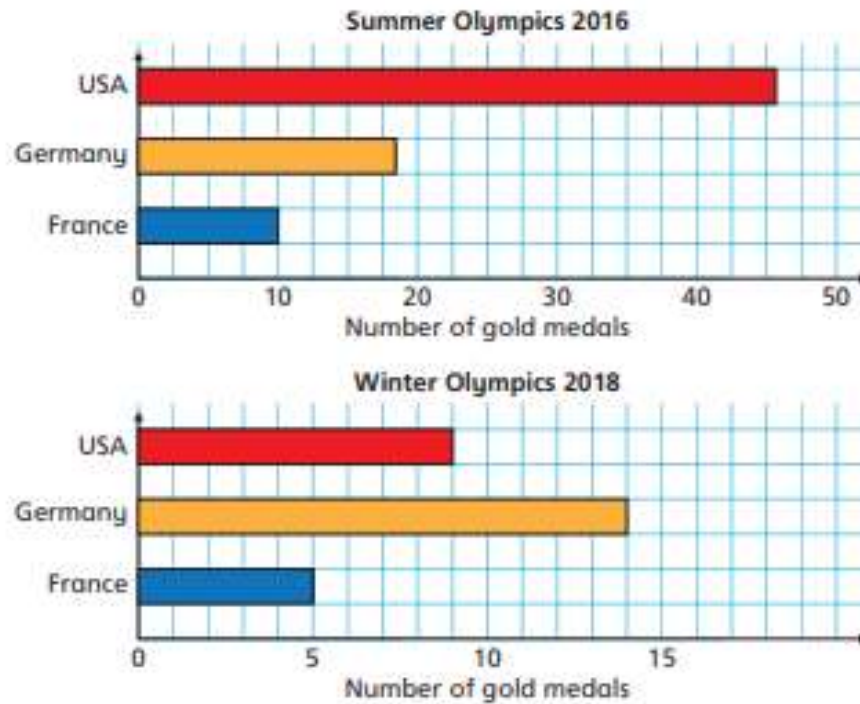 Summer Olympics 2016
USA
Germany
France
0 10 20 30 40 50
Number of gold medals
Winter Olympics 2018
USA
Germany
France
0 5 10 15
Number of gold medals